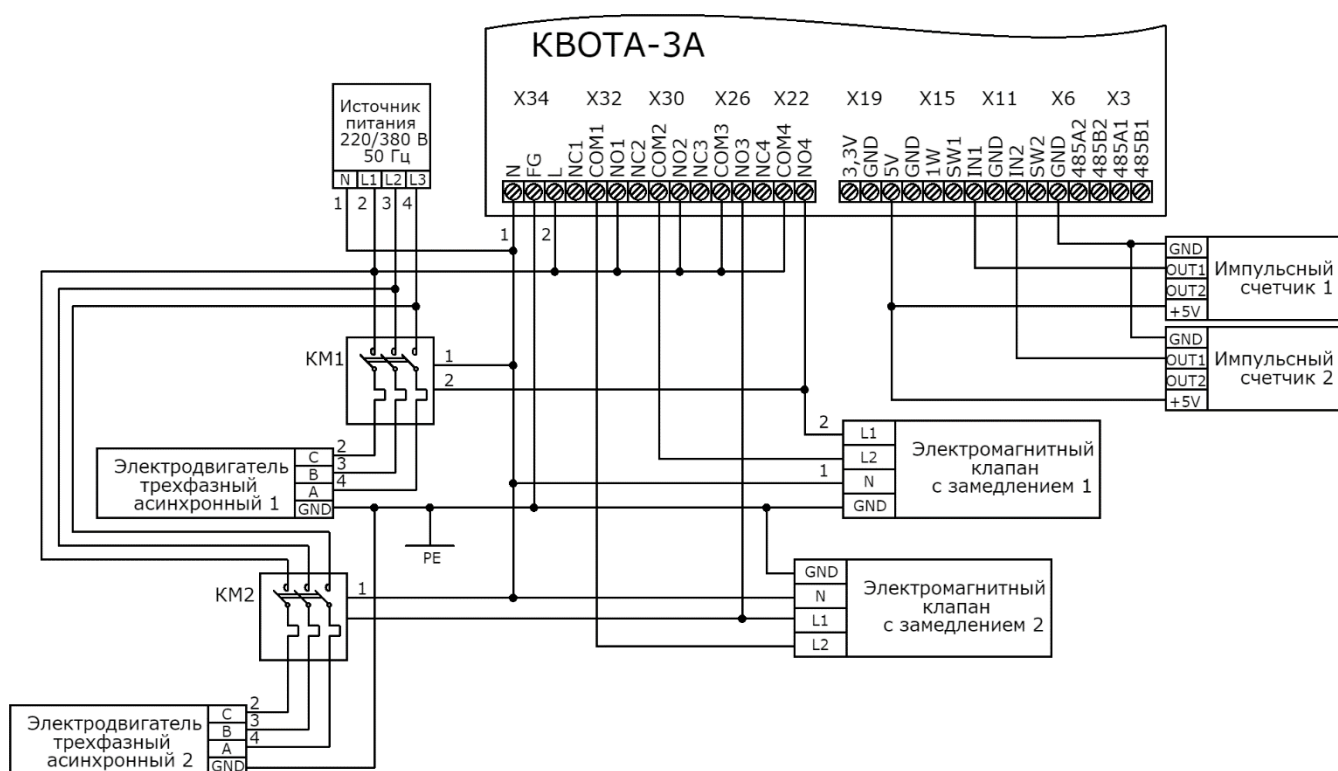 КВОТА-3А
X34 X32 X30 X26 X22 X19 X15 X11 X6 X3
N FG L NC1 COM1 NO1 NC2 COM2 NO2 NC3 COM3 NO3 NC4 COM4 NO4 3,3V GND 5V GND 1W SW1 IN1 GND IN2 SW2 GND 485A2 485B2 485A1 485B1
Источник
питания
220/380 В
50 Гц
N L1 L2 L3
1 2 3 4
1 2
GND
OUT1
OUT2
+5V
Импульсный
счетчик 1
GND
OUT1
OUT2
+5V
Импульсный
счетчик 2
КМ1
1
2
2
1
L1
L2
N
GND
Электромагнитный
клапан
с замедлением 1
Электродвигатель
трехфазный
асинхронный 1
C
B
A
GND
2
3
4
PE
КМ2
1
GND
N
L1
L2
Электромагнитный
клапан
с замедлением 2
Электродвигатель
трехфазный
асинхронный 2
C
B
A
GND
2
3
4